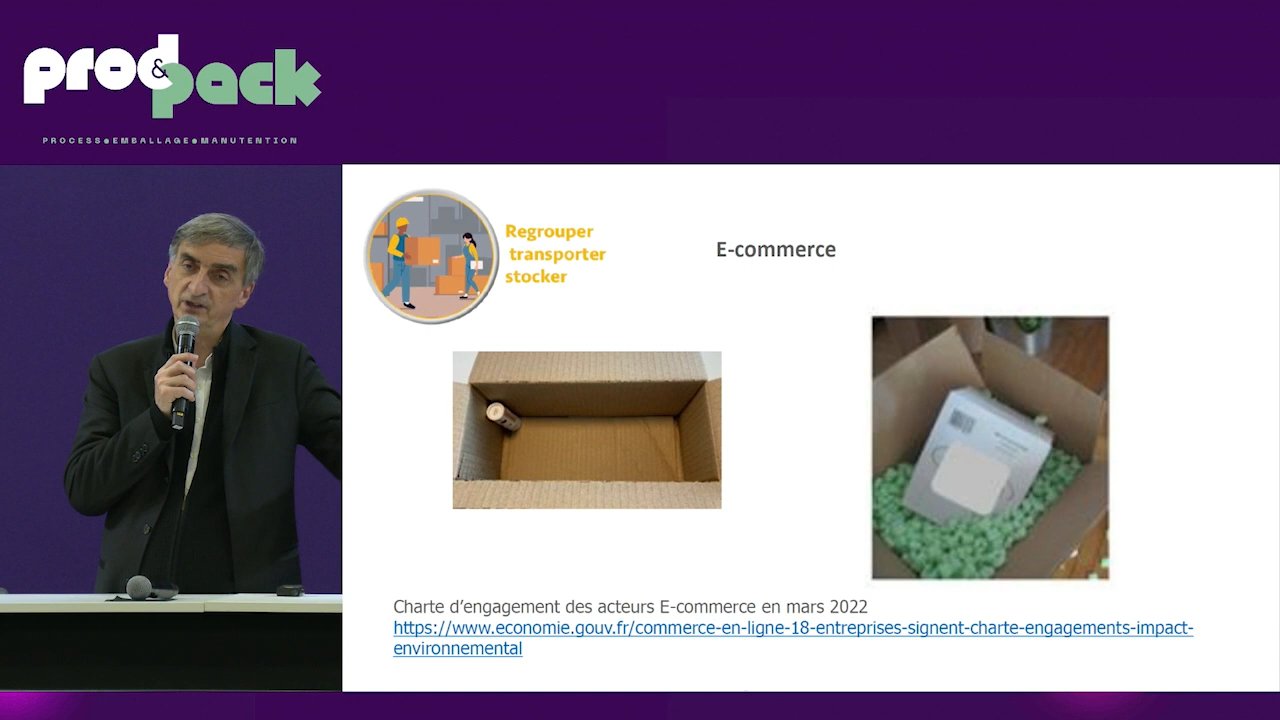 prod&pack
PROCESS•EMBALLAGE•MANUTENTION
Regrouper
transporter
stocker
E-commerce
Charte d’engagement des acteurs E-commerce en mars 2022
https://www.economie.gouv.fr/commerce-en-ligne-18-entreprises-signent-charte-engagements-impact-
environnemental